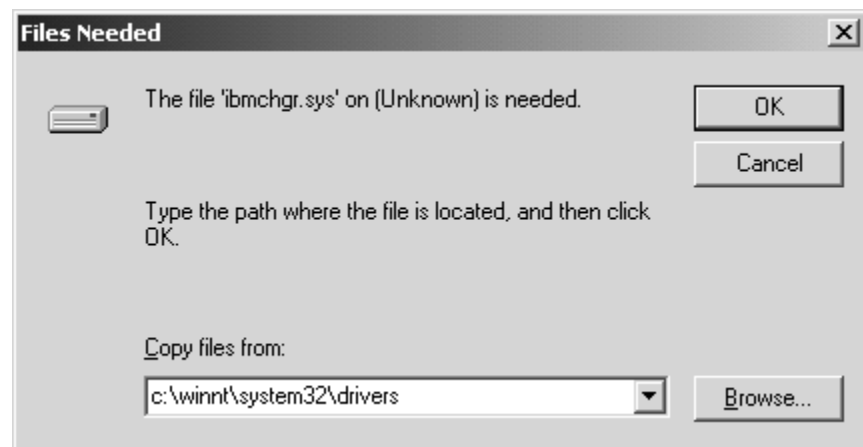 Files Needed
The file 'ibmchgr.sys' on (Unknown) is needed.
OK
Cancel
Type the path where the file is located, and then click
OK.
Copy files from:
c:\winnt\system32\drivers
Browse...